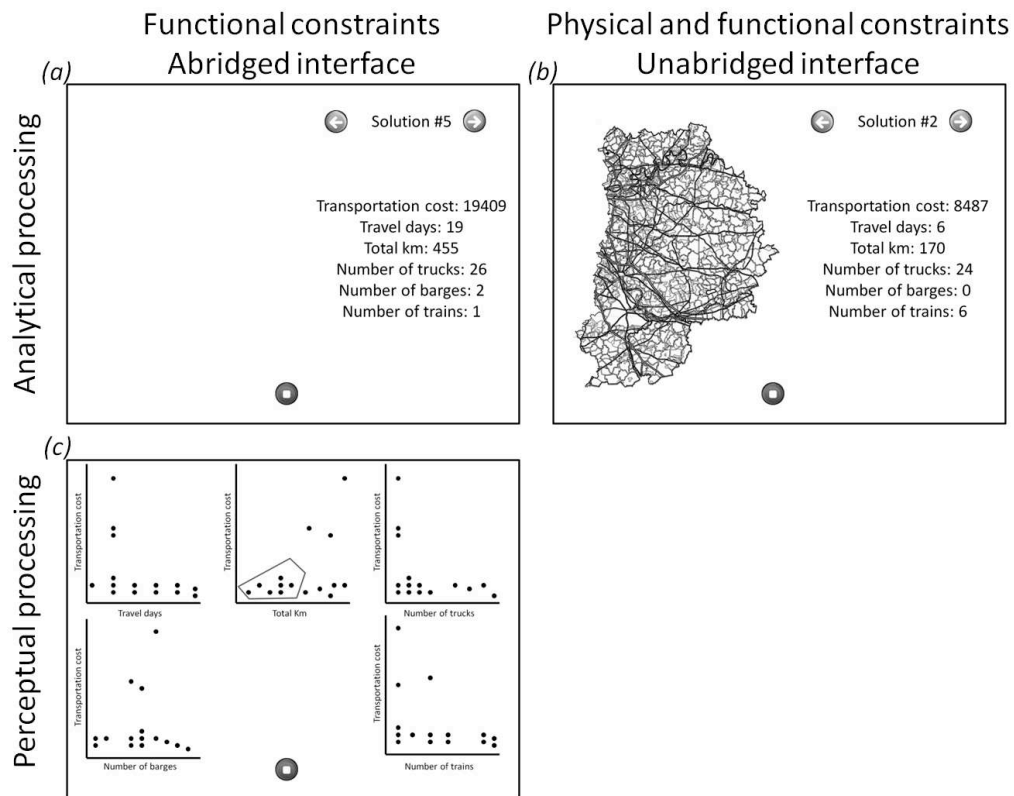 Functional constraints
Abridged interface
Physical and functional constraints
Unabridged interface
Analytical processing
(a)
Solution #5
Transportation cost: 19409
Travel days: 19
Total km: 455
Number of trucks: 26
Number of barges: 2
Number of trains: 1
(b)
Solution #2
Transportation cost: 8487
Travel days: 6
Total km: 170
Number of trucks: 24
Number of barges: 0
Number of trains: 6
Perceptual processing
(c)
Transportation cost
Travel days
Transportation cost
Total Km
Transportation cost
Number of trucks
Transportation cost
Number of barges
Transportation cost
Number of trains